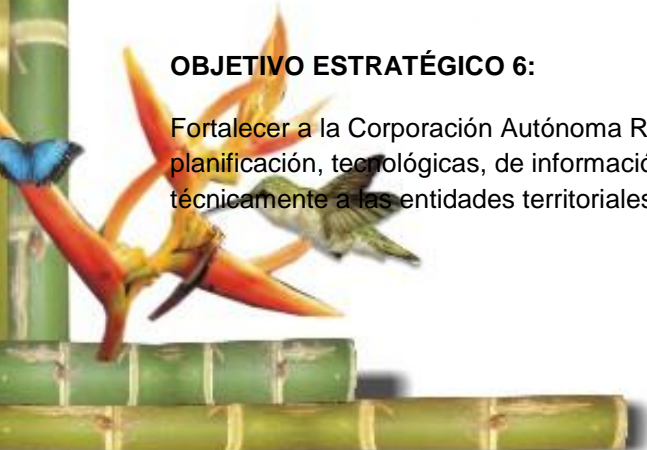 OBJETIVO ESTRATÉGICO 6:
Fortalecer a la Corporación Autónoma R
planificación, tecnológicas, de informació
técnicamente a las entidades territoriales